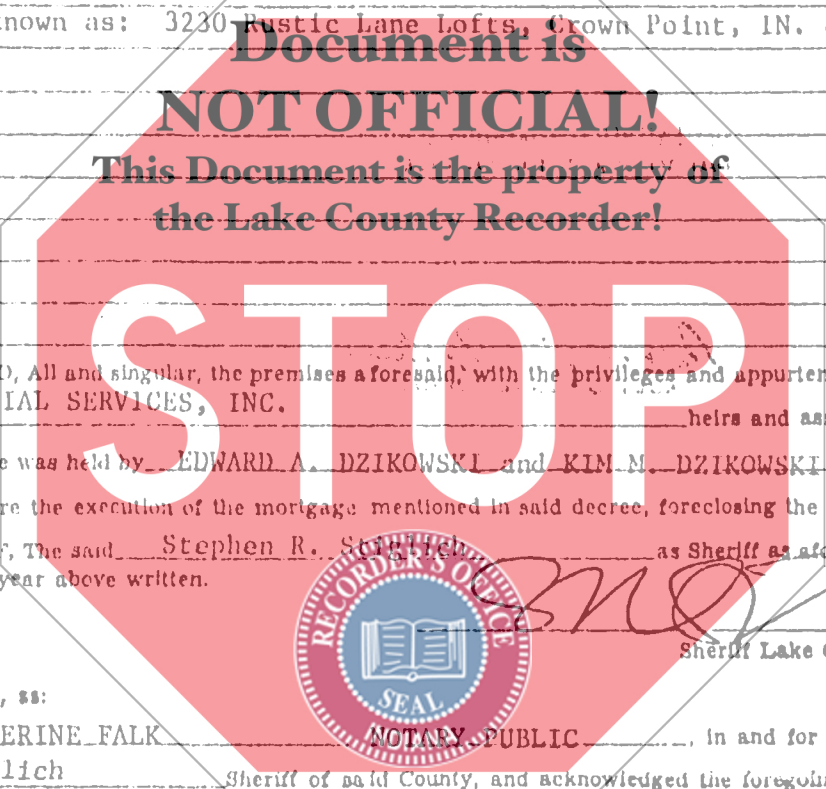 nown as: 3230 Rustic Lane Lofts, Crown Point, IN.
Document is
NOT OFFICIAL!
This Document is the property of
the Lake County Recorder!
STOP
), All and singular, the premises aforesaid, with the privileges and appurten
IAL SERVICES, INC.
heirs and as
e was held by EDWARD A. DZIKOWSKI and KIM M. DZIKOWSKI
re the execution of the mortgage mentioned in said decree, foreclosing the
F, The said Stephen R. Stiglich as Sheriff as afo
year above written.
RECORDER'S OFFICE
SEAL
Sheriff Lake C
, ss:
ERINE FALK NOTARY PUBLIC , in and for
lich Sheriff of said County, and acknowledged the foregoin